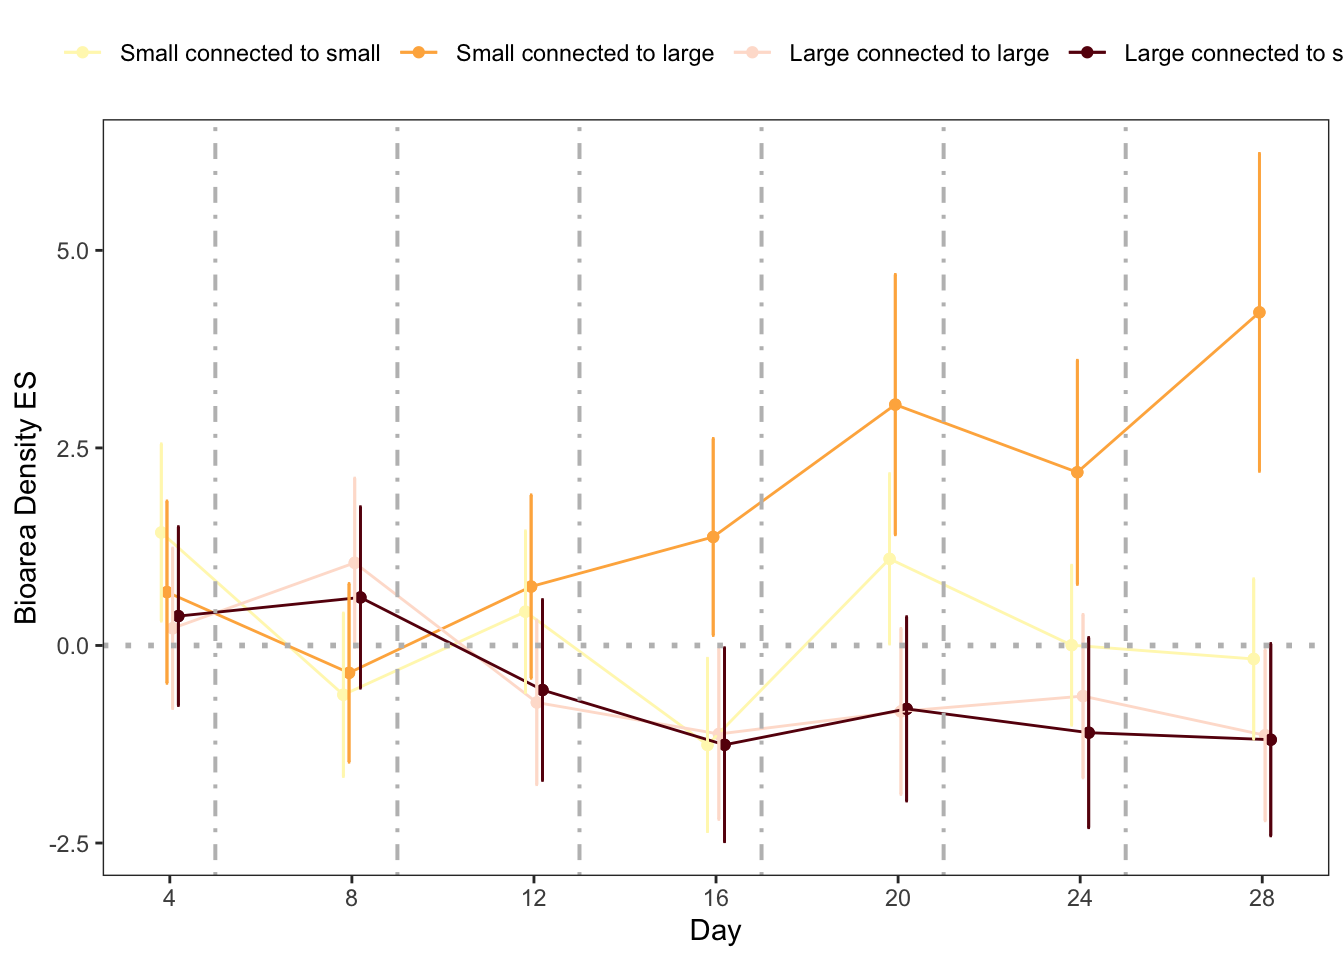 Small connected to small Small connected to large Large connected to large Large connected to s
Bioarea Density ES
5.0
2.5
0.0
-2.5
4 8 12 16 20 24 28
Day